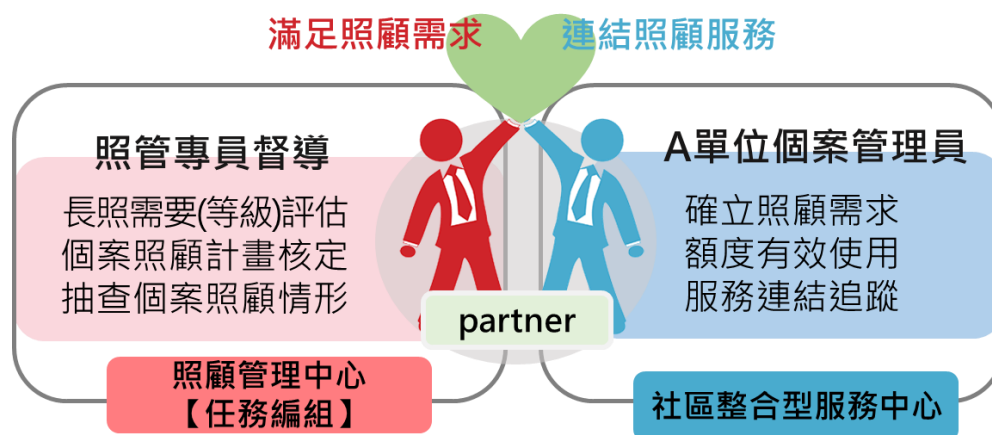 滿足照顧需求
連結照顧服務
照管專員督導
長照需要(等級)評估
個案照顧計畫核定
抽查個案照顧情形
照顧管理中心
【任務編組】
A單位個案管理員
確立照顧需求
額度有效使用
服務連結追蹤
社區整合型服務中心
partner